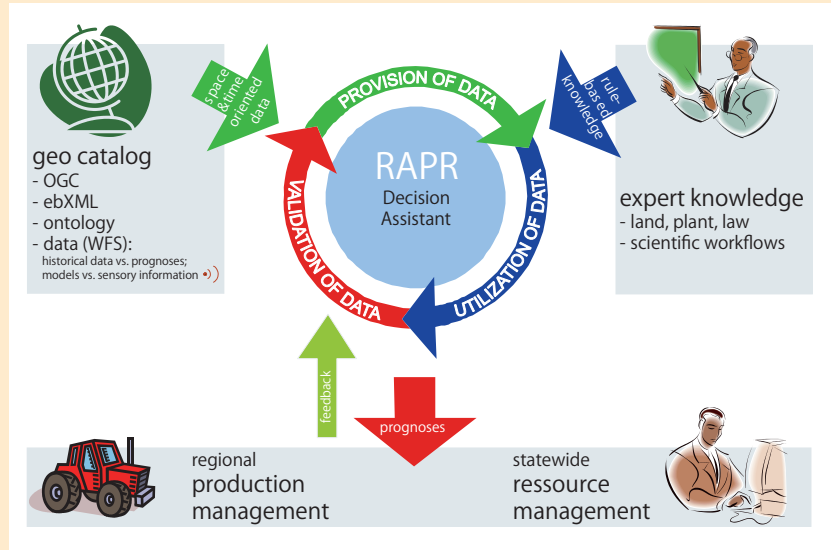 geo catalog
- OGC
- ebXML
- ontology
- data (WFS):
historical data vs. prognoses;
models vs. sensory information
space
&time
oriented
data
PROVISION OF DATA
UTILIZATION OF DATA
VALIDATION OF DATA
RAPR
Decision
Assistant
rule-
based
knowledge
expert knowledge
- land, plant, law
- scientific workflows
feedback
prognoses
regional
production
management
statewide
ressource
management